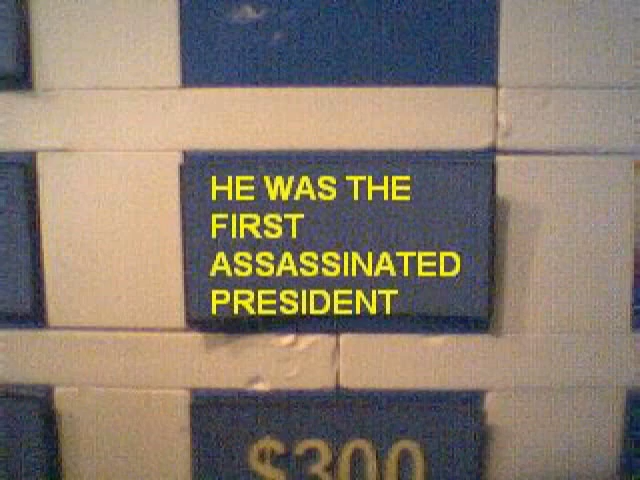 HE WAS THE
FIRST
ASSASSINATED
PRESIDENT
$300